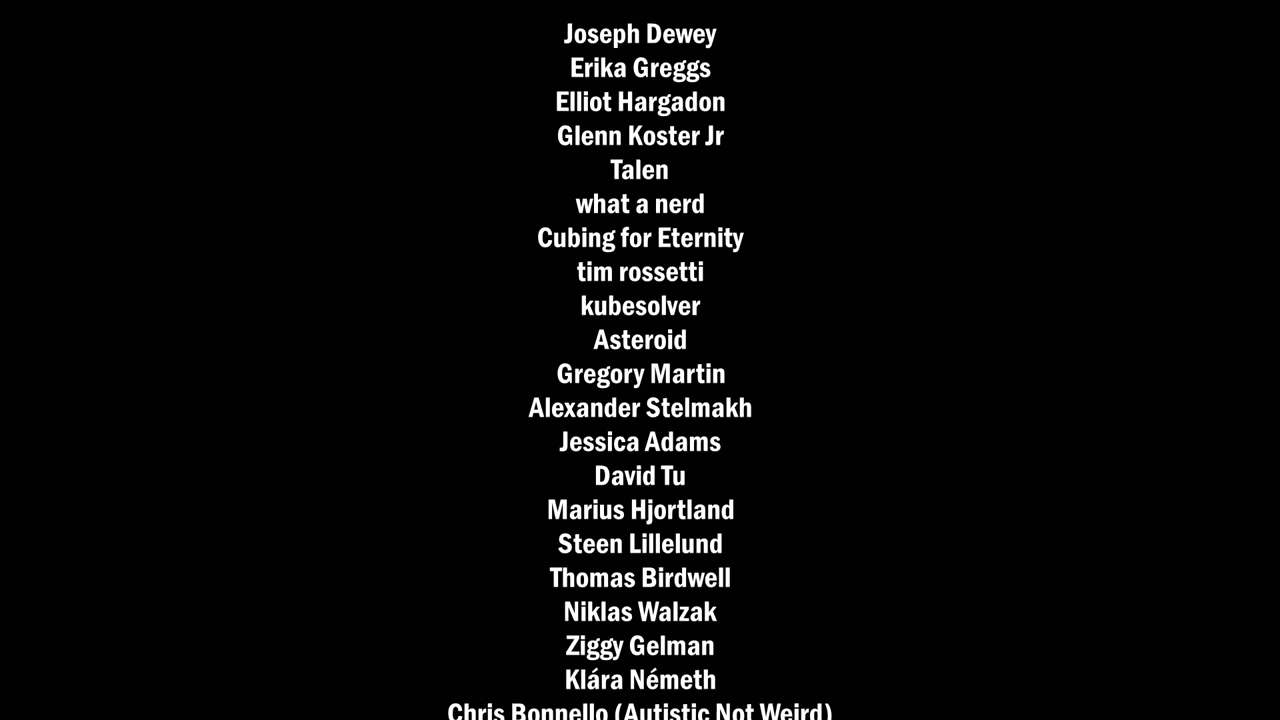 Joseph Dewey
Erika Greggs
Elliot Hargadon
Glenn Koster Jr
Talen
what a nerd
Cubing for Eternity
tim rossetti
kubesolver
Asteroid
Gregory Martin
Alexander Stelmakh
Jessica Adams
David Tu
Marius Hjortland
Steen Lillelund
Thomas Birdwell
Niklas Walzak
Ziggy Gelman
Klára Németh
Chris Bonnello (Autistic Not Weird)